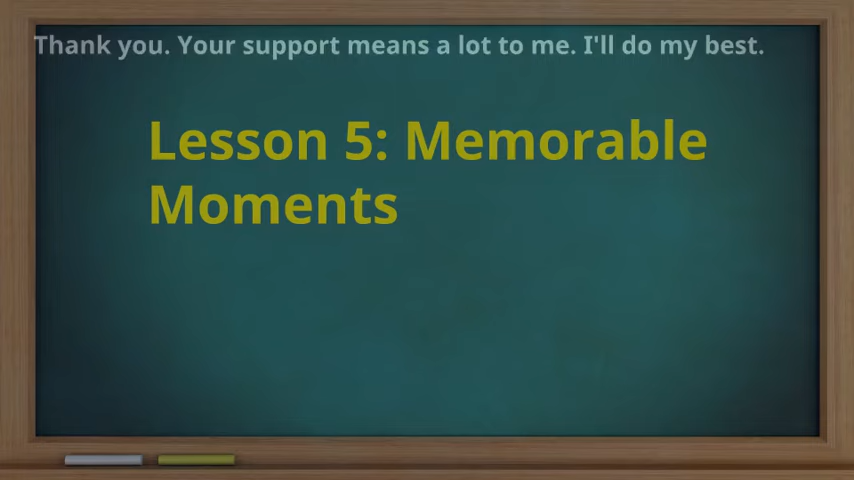 Thank you. Your support means a lot to me. I'll do my best.
Lesson 5: Memorable
Moments